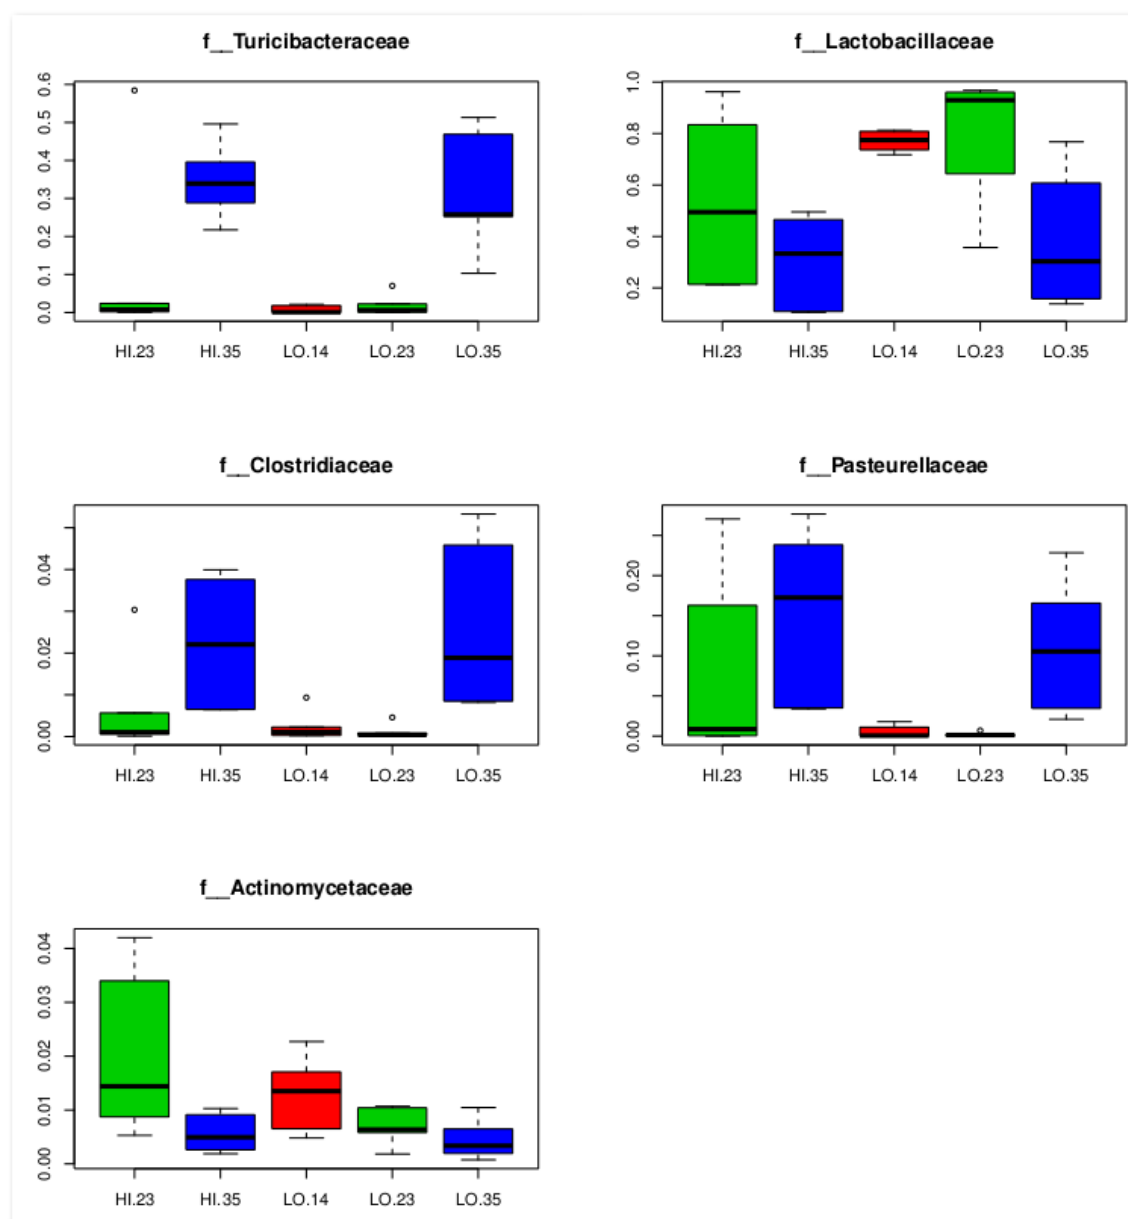 f__Turicibacteraceae
0.0 0.1 0.2 0.3 0.4 0.5 0.6
HI.23 HI.35 LO.14 LO.23 LO.35
f__Lactobacillaceae
0.2 0.4 0.6 0.8 1.0
HI.23 HI.35 LO.14 LO.23 LO.35
f__Clostridiaceae
0.00 0.02 0.04
HI.23 HI.35 LO.14 LO.23 LO.35
f__Pasteurellaceae
0.00 0.10 0.20
HI.23 HI.35 LO.14 LO.23 LO.35
f__Actinomycetaceae
0.00 0.01 0.02 0.03 0.04
HI.23 HI.35 LO.14 LO.23 LO.35